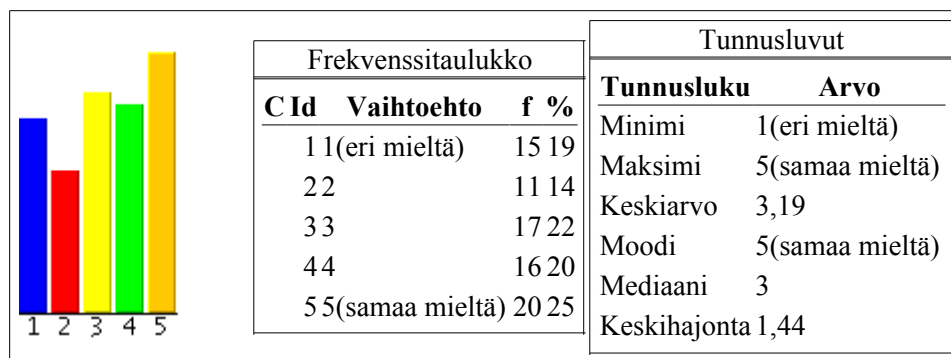 1 2 3 4 5
Frekvenssitaulukko
C Id Vaihtoehto f %
1 1(eri mieltä) 15 19
2 2 11 14
3 3 17 22
4 4 16 20
5 5(samaa mieltä) 20 25
Tunnusluvut
Tunnusluku Arvo
Minimi 1(eri mieltä)
Maksimi 5(samaa mieltä)
Keskiarvo 3,19
Moodi 5(samaa mieltä)
Mediaani 3
Keskihajonta 1,44